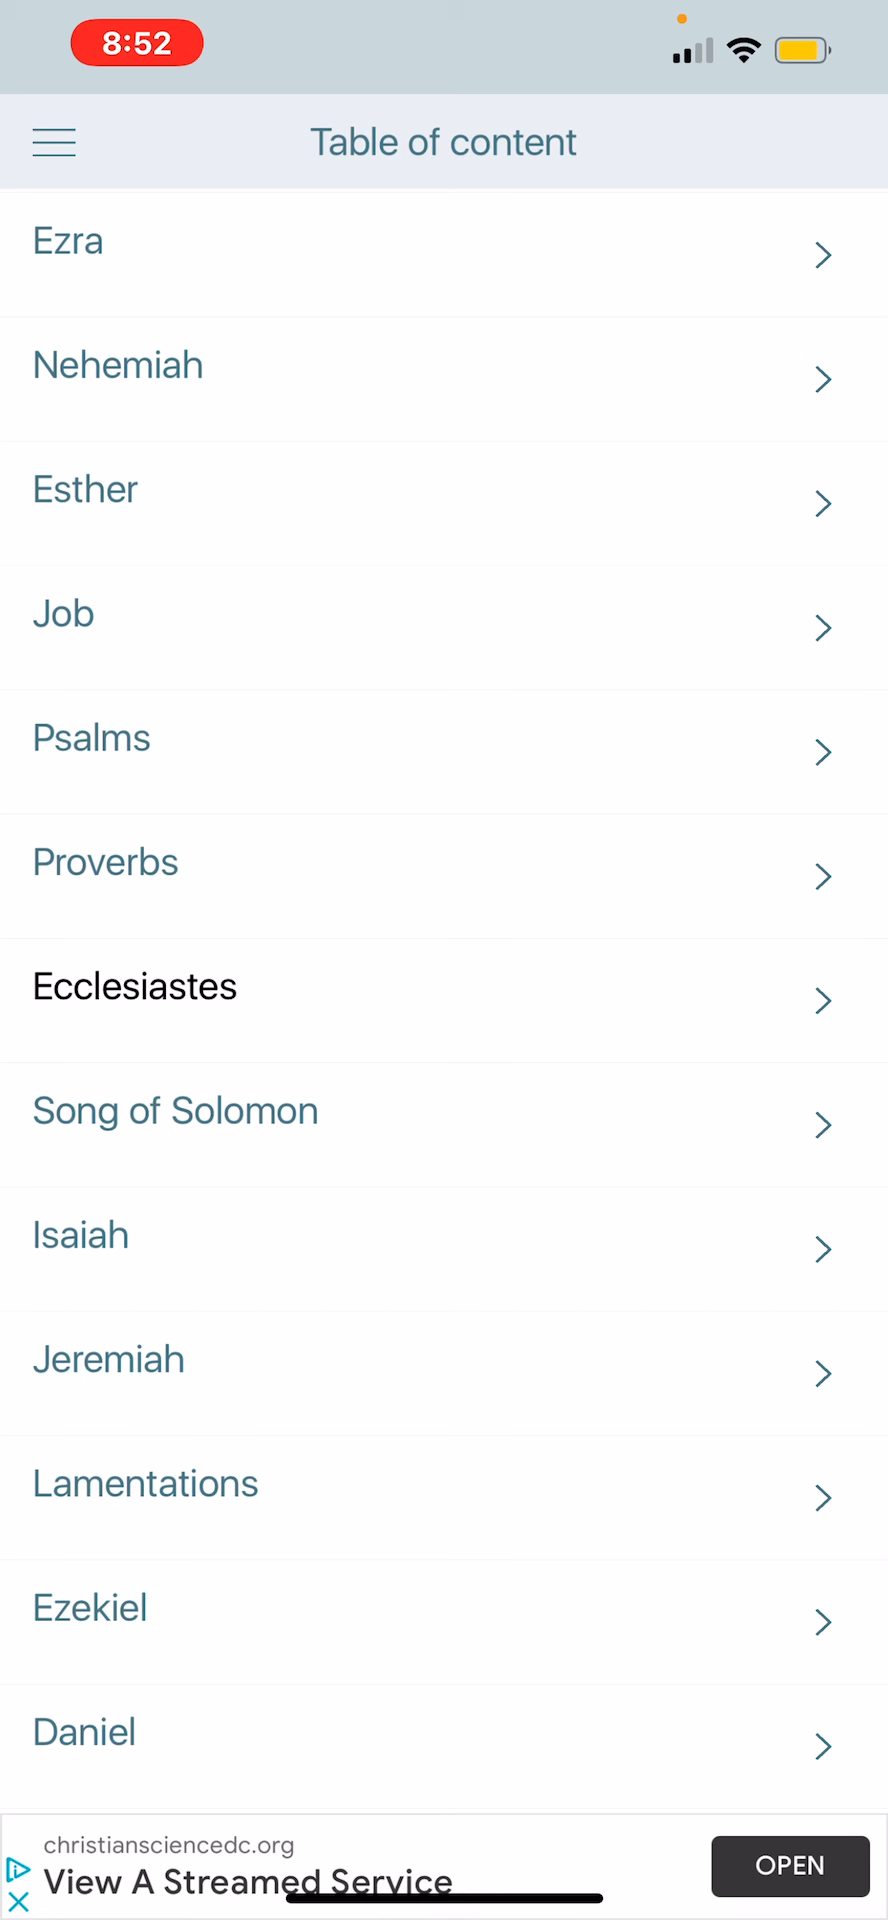 8:52
Table of content
Ezra
Nehemiah
Esther
Job
Psalms
Proverbs
Ecclesiastes
Song of Solomon
Isaiah
Jeremiah
Lamentations
Ezekiel
Daniel
christiansciencedc.org
View A Streamed Service
OPEN